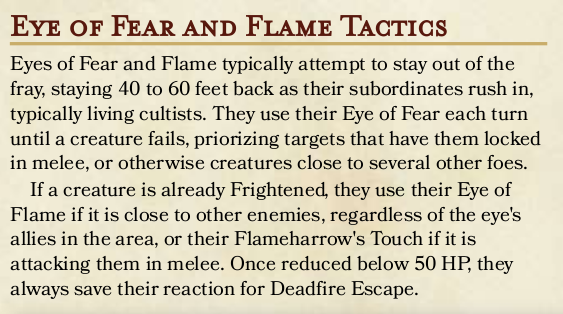 Eye of Fear and Flame Tactics
Eyes of Fear and Flame typically attempt to stay out of the
fray, staying 40 to 60 feet back as their subordinates rush in,
typically living cultists. They use their Eye of Fear each turn
until a creature fails, priorizing targets that have them locked
in melee, or otherwise creatures close to several other foes.
If a creature is already Frightened, they use their Eye of
Flame if it is close to other enemies, regardless of the eye's
allies in the area, or their Flameharrow's Touch if it is
attacking them in melee. Once reduced below 50 HP, they
always save their reaction for Deadfire Escape.